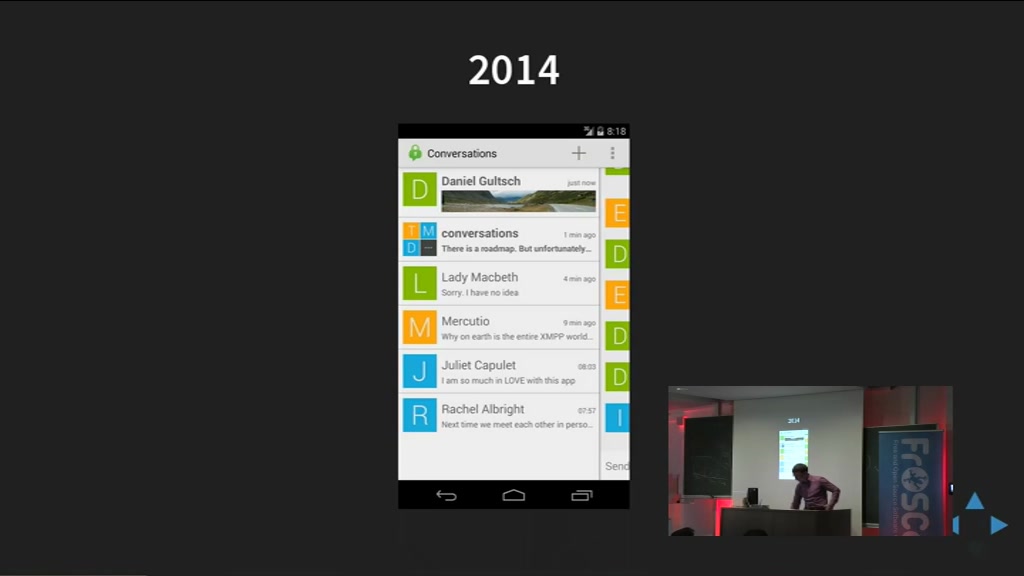 2014
8:18
Conversations
D
Daniel Gultsch
just now
T M
D
conversations
1 min ago
There is a roadmap. But unfortunately...
L
Lady Macbeth
4 min ago
Sorry. I have no idea
M
Mercutio
9 min ago
Why on earth is the entire XMPP world...
J
Juliet Capulet
08:03
I am so much in LOVE with this app
R
Rachel Albright
07:57
Next time we meet each other in perso...
E
D
E
D
D
I
Send
2014
FrOSC